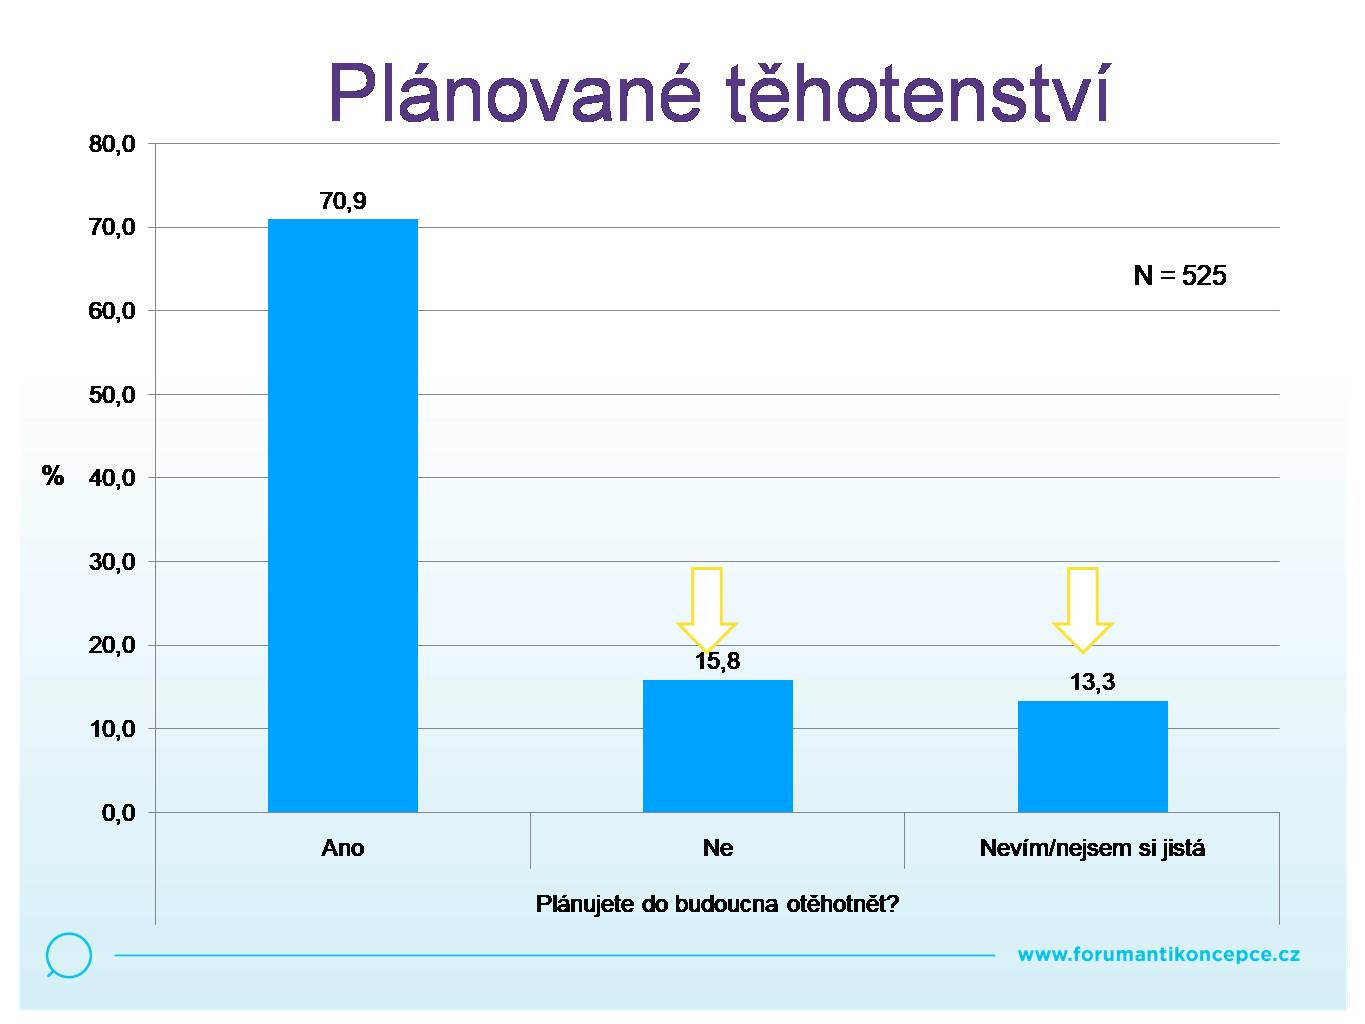 Plánované těhotenství
80,0
70,9
70,0
N = 525
60,0
50,0
% 40,0
30,0
20,0
15,8
13,3
10,0
0,0
Ano Ne Nevím/nejsem si jistá
Plánujete do budoucna otěhotnět?
www.forumantikoncepce.cz